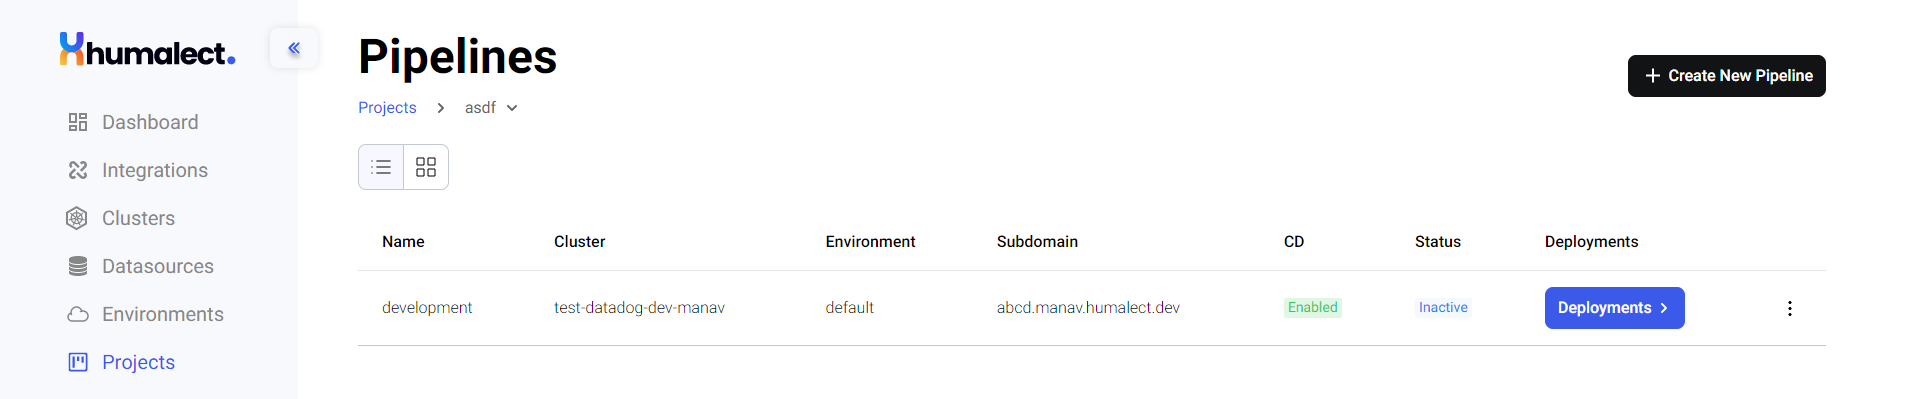 humalect.
Dashboard
Integrations
Clusters
Datasources
Environments
Projects
Pipelines
Projects > asdf
+ Create New Pipeline
Name Cluster Environment Subdomain CD Status Deployments
development test-datadog-dev-manav default abcd.manav.humalect.dev Enabled Inactive Deployments >